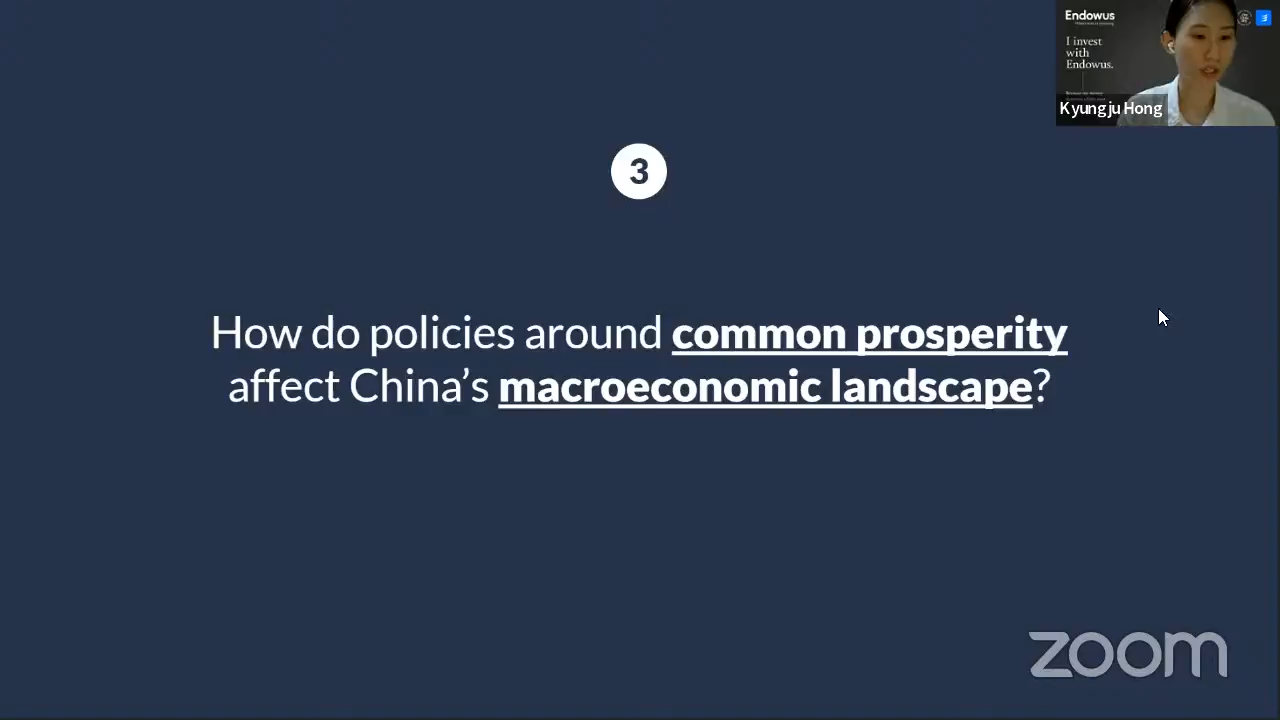 Endowus
I invest
with
Endowus.
Kyungju Hong
3
How do policies around common prosperity
affect China’s macroeconomic landscape?
zoom